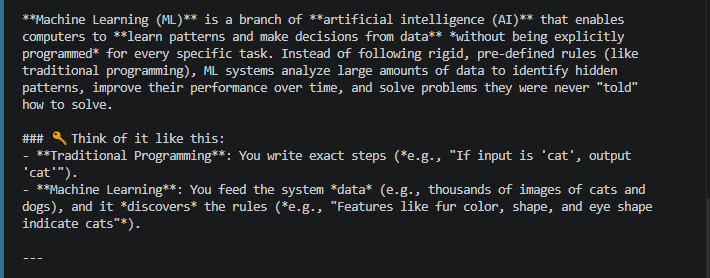 **Machine Learning (ML)** is a branch of **artificial intelligence (AI)** that enables
computers to **learn patterns and make decisions from data** *without being explicitly
programmed* for every specific task. Instead of following rigid, pre-defined rules (like
traditional programming), ML systems analyze large amounts of data to identify hidden
patterns, improve their performance over time, and solve problems they were never "told"
how to solve.
### 🔑 Think of it like this:
- **Traditional Programming**: You write exact steps (*e.g., "If input is 'cat', output
'cat'").
- **Machine Learning**: You feed the system *data* (e.g., thousands of images of cats and
dogs), and it *discovers* the rules (*e.g., "Features like fur color, shape, and eye shape
indicate cats"*).
---